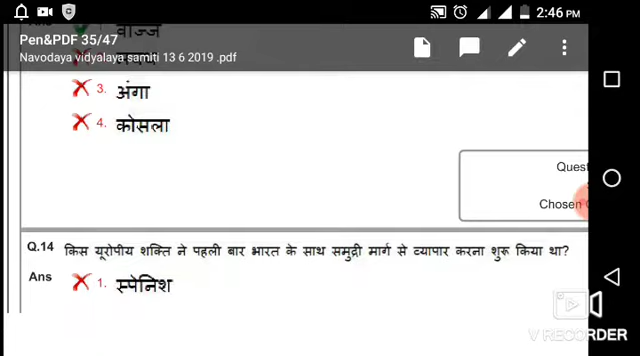 2:46 PM
Pen&PDF 35/47
Navodaya vidyalaya samiti 13 6 2019 .pdf
3. अंगा
4. कोसला
Quest
Chosen
Q.14 किस यूरोपीय शक्ति ने पहली बार भारत के साथ समुद्री मार्ग से व्यापार करना शुरू किया था?
Ans 1. स्पेनिश
V RECORDER